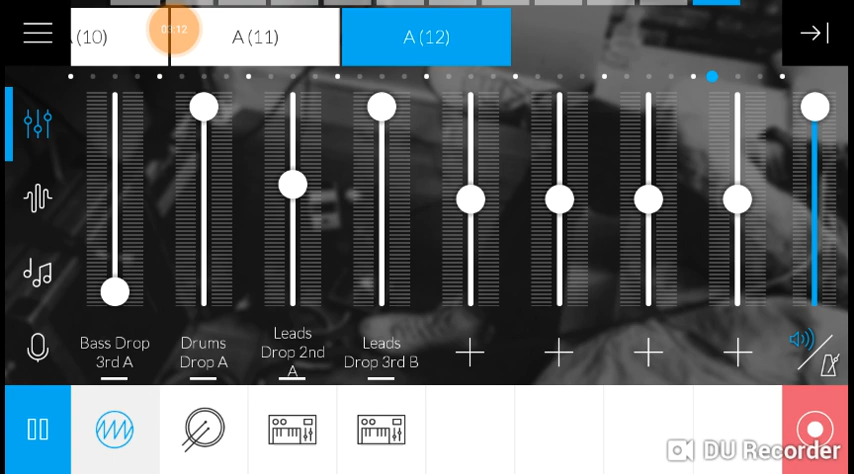 (10)
03:12
A (11)
A (12)
Bass Drop
3rd A
Drums
Drop A
Leads
Drop 2nd
A
Leads
Drop 3rd B
DU Recorder